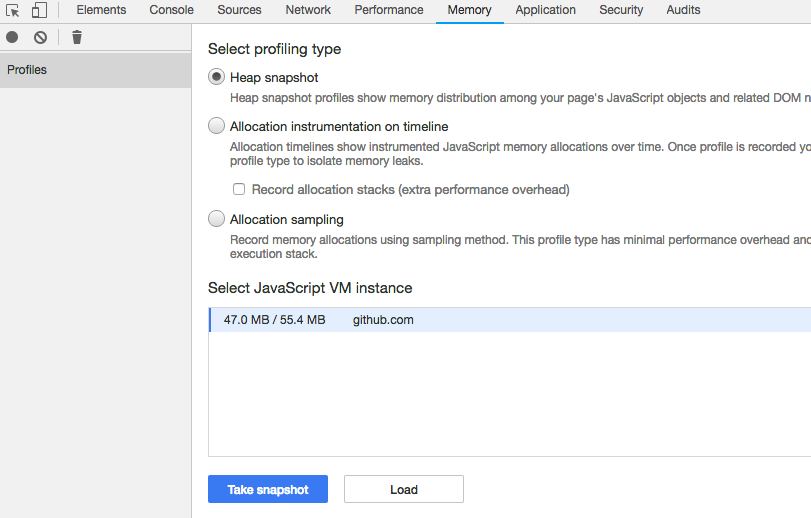 Elements Console Sources Network Performance Memory Application Security Audits
Profiles
Select profiling type
Heap snapshot
Heap snapshot profiles show memory distribution among your page's JavaScript objects and related DOM n
Allocation instrumentation on timeline
Allocation timelines show instrumented JavaScript memory allocations over time. Once profile is recorded yo
profile type to isolate memory leaks.
Record allocation stacks (extra performance overhead)
Allocation sampling
Record memory allocations using sampling method. This profile type has minimal performance overhead and
execution stack.
Select JavaScript VM instance
47.0 MB / 55.4 MB github.com
Take snapshot Load